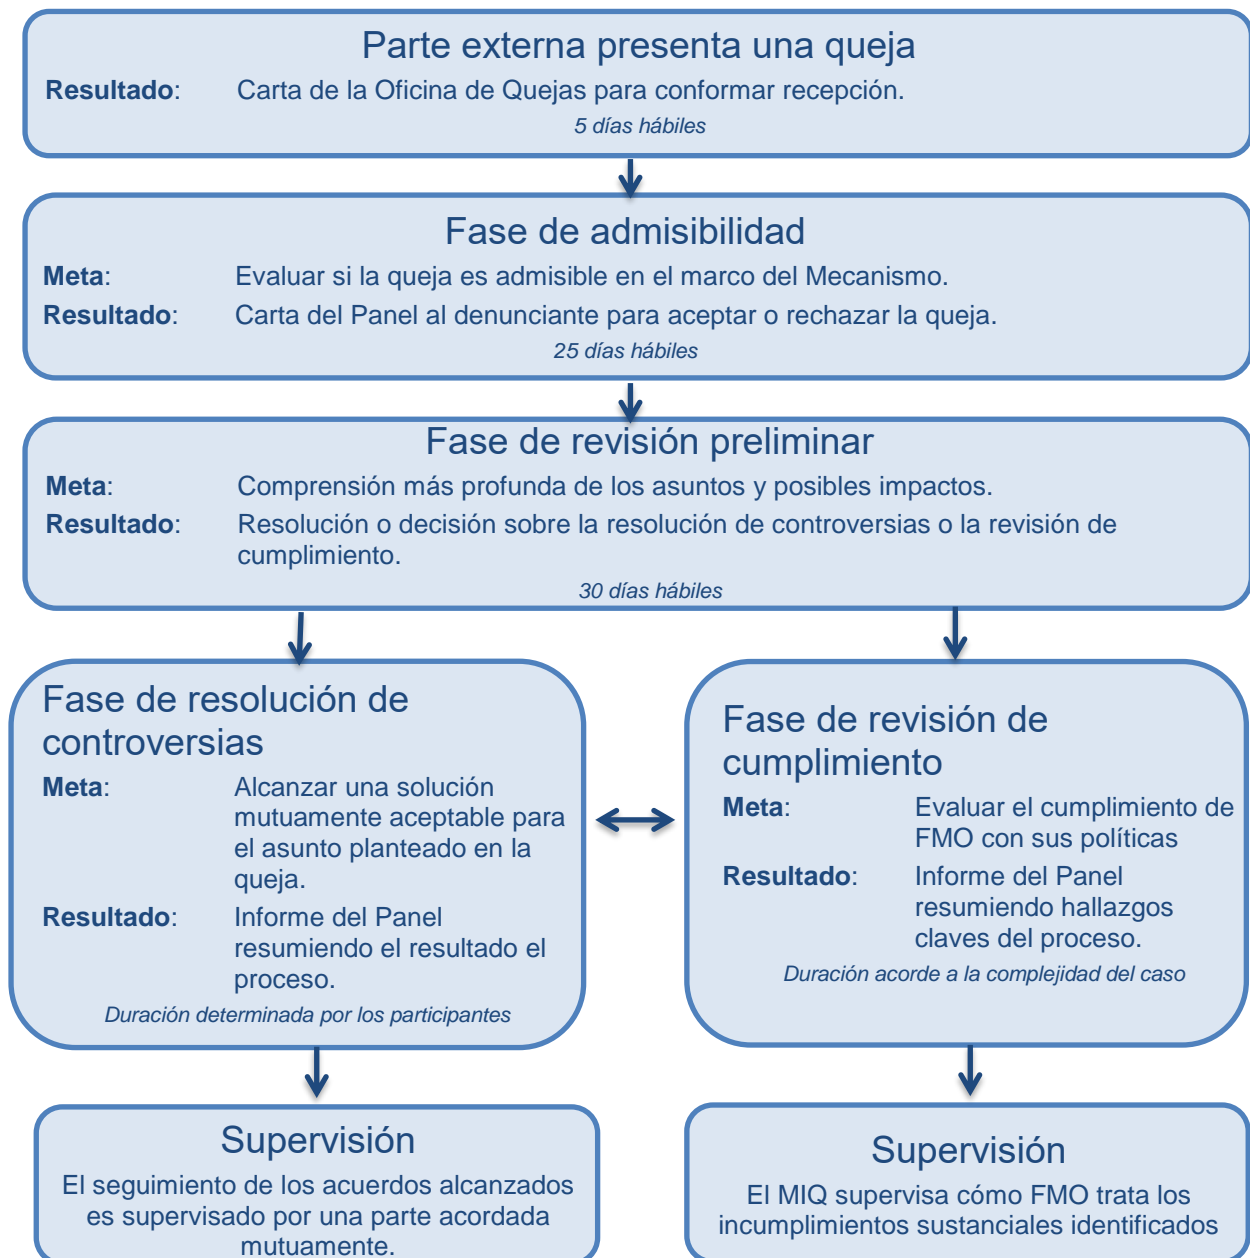 Parte externa presenta una queja
Resultado: Carta de la Oficina de Quejas para conformar recepción.
5 días hábiles
Fase de admisibilidad
Meta: Evaluar si la queja es admisible en el marco del Mecanismo.
Resultado: Carta del Panel al denunciante para aceptar o rechazar la queja.
25 días hábiles
Fase de revisión preliminar
Meta: Comprensión más profunda de los asuntos y posibles impactos.
Resultado: Resolución o decisión sobre la resolución de controversias o la revisión de
cumplimiento.
30 días hábiles
Fase de resolución de
controversias
Meta: Alcanzar una solución
mutuamente aceptable para
el asunto planteado en la
queja.
Resultado: Informe del Panel
resumiendo el resultado el
proceso.
Duración determinada por los participantes
Fase de revisión de
cumplimiento
Meta: Evaluar el cumplimiento de
FMO con sus políticas
Resultado: Informe del Panel
resumiendo hallazgos
claves del proceso.
Duración acorde a la complejidad del caso
Supervisión
El seguimiento de los acuerdos alcanzados
es supervisado por una parte acordada
mutuamente.
Supervisión
El MIQ supervisa cómo FMO trata los
incumplimientos sustanciales identificados